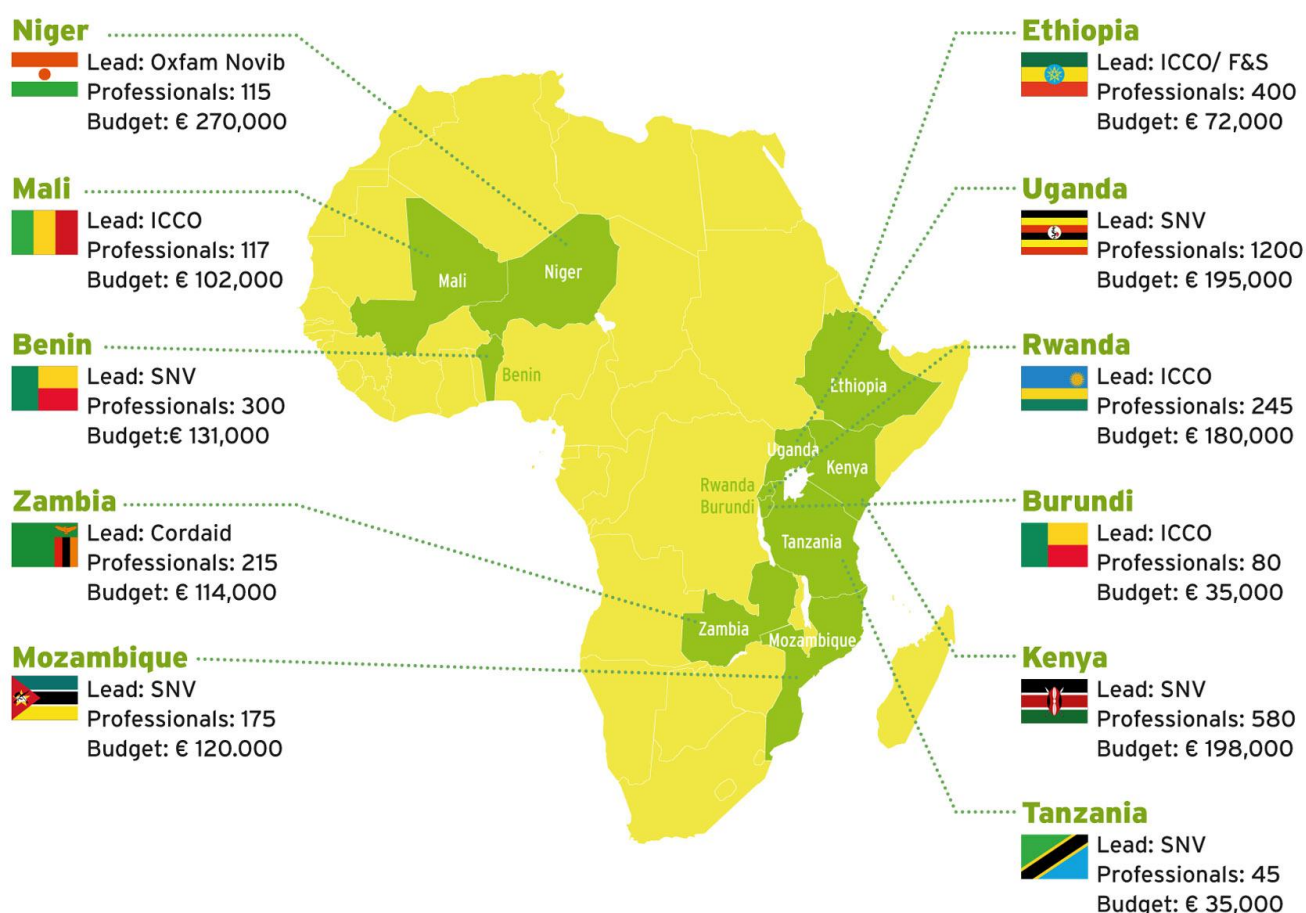 Niger
Lead: Oxfam Novib
Professionals: 115
Budget: € 270,000
Mali
Lead: ICCO
Professionals: 117
Budget: € 102,000
Benin
Lead: SNV
Professionals: 300
Budget:€ 131,000
Zambia
Lead: Cordaid
Professionals: 215
Budget: € 114,000
Mozambique
Lead: SNV
Professionals: 175
Budget: € 120.000
Mali
Niger
Benin
Ethiopia
Uganda
Kenya
Rwanda
Burundi
Tanzania
Zambia
Mozambique
Ethiopia
Lead: ICCO/ F&S
Professionals: 400
Budget: € 72,000
Uganda
Lead: SNV
Professionals: 1200
Budget: € 195,000
Rwanda
Lead: ICCO
Professionals: 245
Budget: € 180,000
Burundi
Lead: ICCO
Professionals: 80
Budget: € 35,000
Kenya
Lead: SNV
Professionals: 580
Budget: € 198,000
Tanzania
Lead: SNV
Professionals: 45
Budget: € 35,000